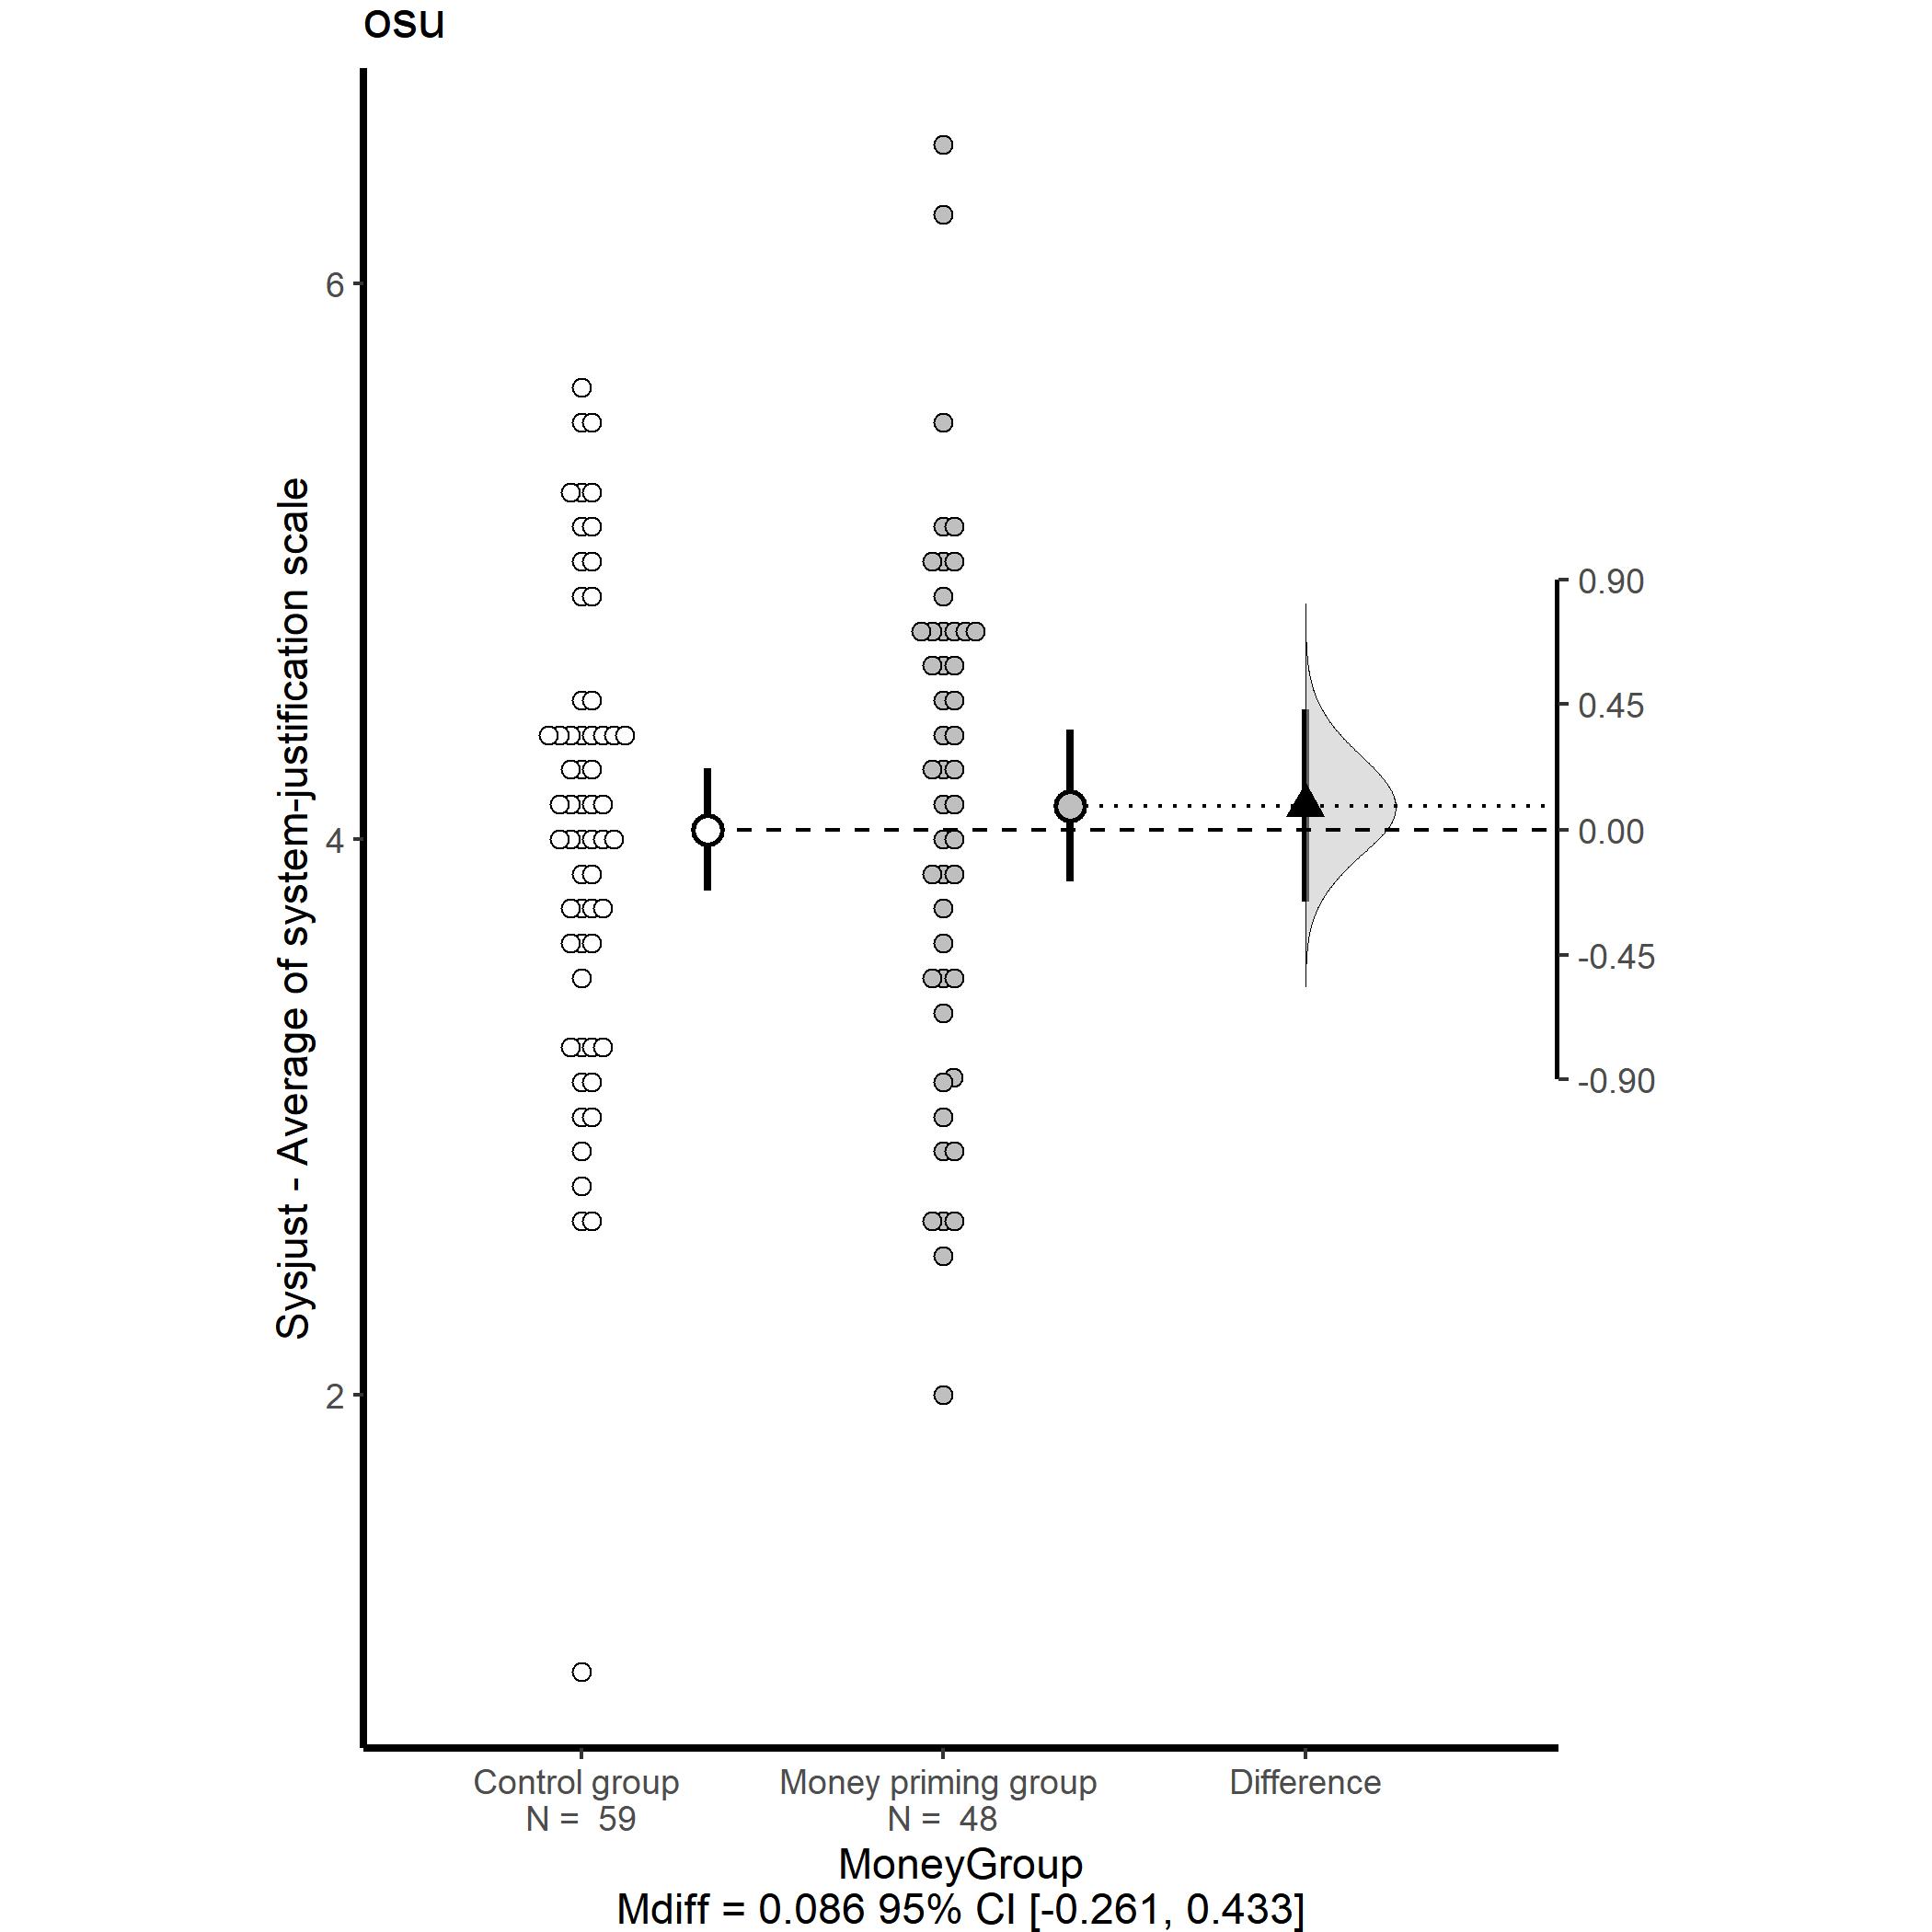 osu
Sysjust - Average of system-justification scale
6
4
2
0.90
0.45
0.00
-0.45
-0.90
Control group
N =  59
Money priming group
N =  48
Difference
MoneyGroup
Mdiff = 0.086 95% CI [-0.261, 0.433]